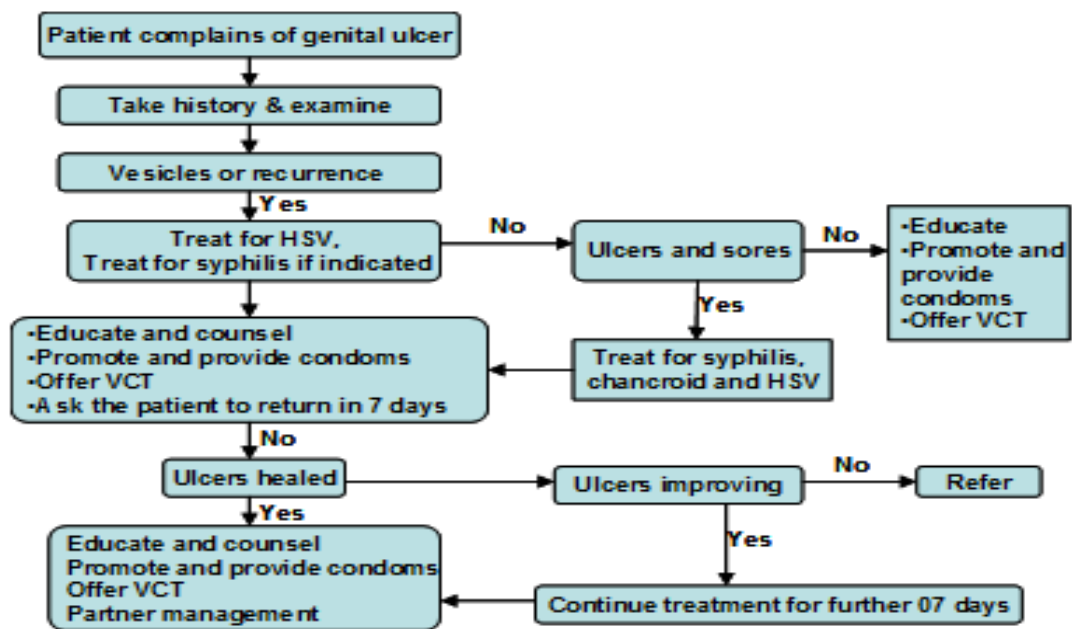 Patient complains of genital ulcer
Take history & examine
Vesicles or recurrence
Yes
Treat for HSV,
Treat for syphilis if indicated
No
Ulcers and sores
No
•Educate
•Promote and
provide
condoms
•Offer VCT
Yes
Treat for syphilis,
chancroid and HSV
•Educate and counsel
•Promote and provide condoms
•Offer VCT
•Ask the patient to return in 7 days
No
Ulcers healed
Ulcers improving
No
Refer
Yes
Educate and counsel
Promote and provide condoms
Offer VCT
Partner management
Yes
Continue treatment for further 07 days